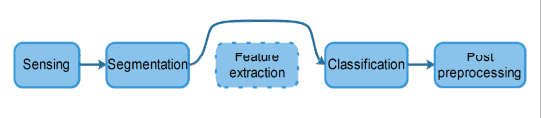 Sensing
Segmentation
Feature
extraction
Classification
Post
preprocessing